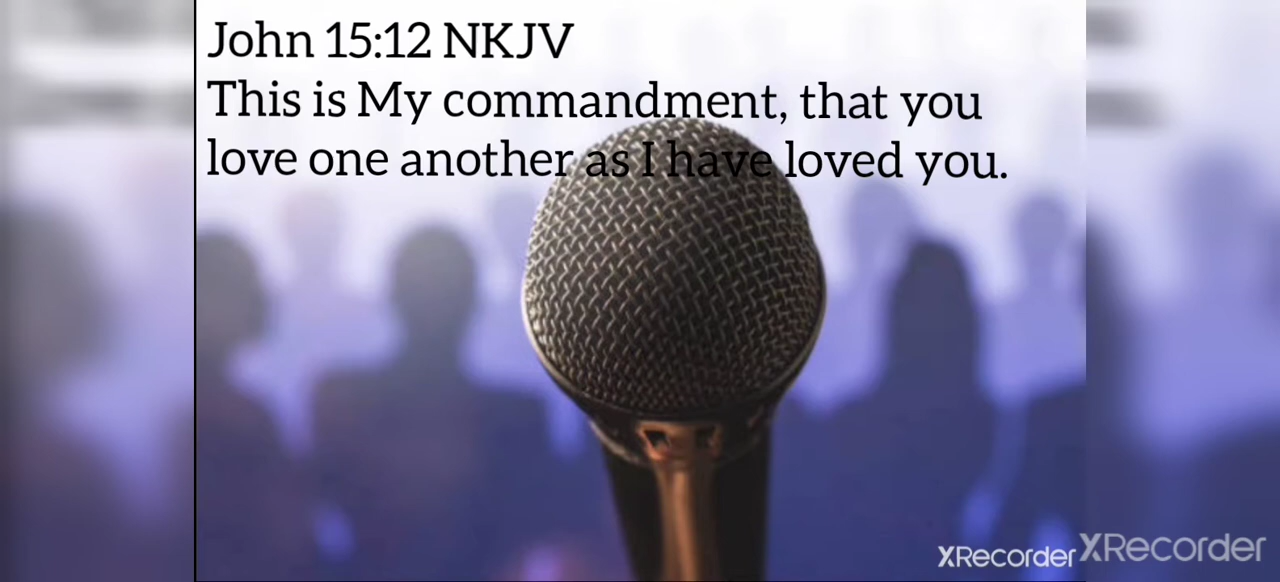 John 15:12 NKJV
This is My commandment, that you
love one another as I have loved you.
XRecorder
XRecorder